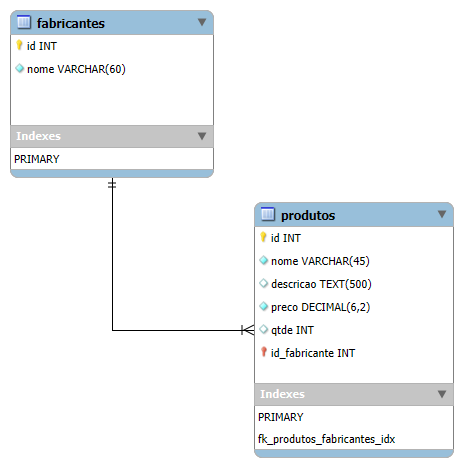 fabricantes
id INT
nome VARCHAR(60)
Indexes
PRIMARY
produtos
id INT
nome VARCHAR(45)
descricao TEXT(500)
preco DECIMAL(6,2)
qtde INT
id_fabricante INT
Indexes
PRIMARY
fk_produtos_fabricantes_idx